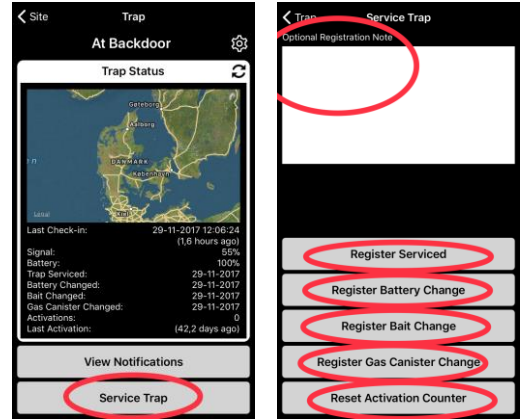 Site
Trap
At Backdoor
Trap Status
Göteborg
Aalborg
DANMARK
København
Kiel
Legal
Last Check-in: 29-11-2017 12:06:24
(1,6 hours ago)
Signal: 55%
Battery: 100%
Trap Serviced: 29-11-2017
Battery Changed: 29-11-2017
Bait Changed: 29-11-2017
Gas Canister Changed: 29-11-2017
Activations: 0
Last Activation: (42,2 days ago)
View Notifications
Service Trap
Trap
Service Trap
Optional Registration Note
Register Serviced
Register Battery Change
Register Bait Change
Register Gas Canister Change
Reset Activation Counter